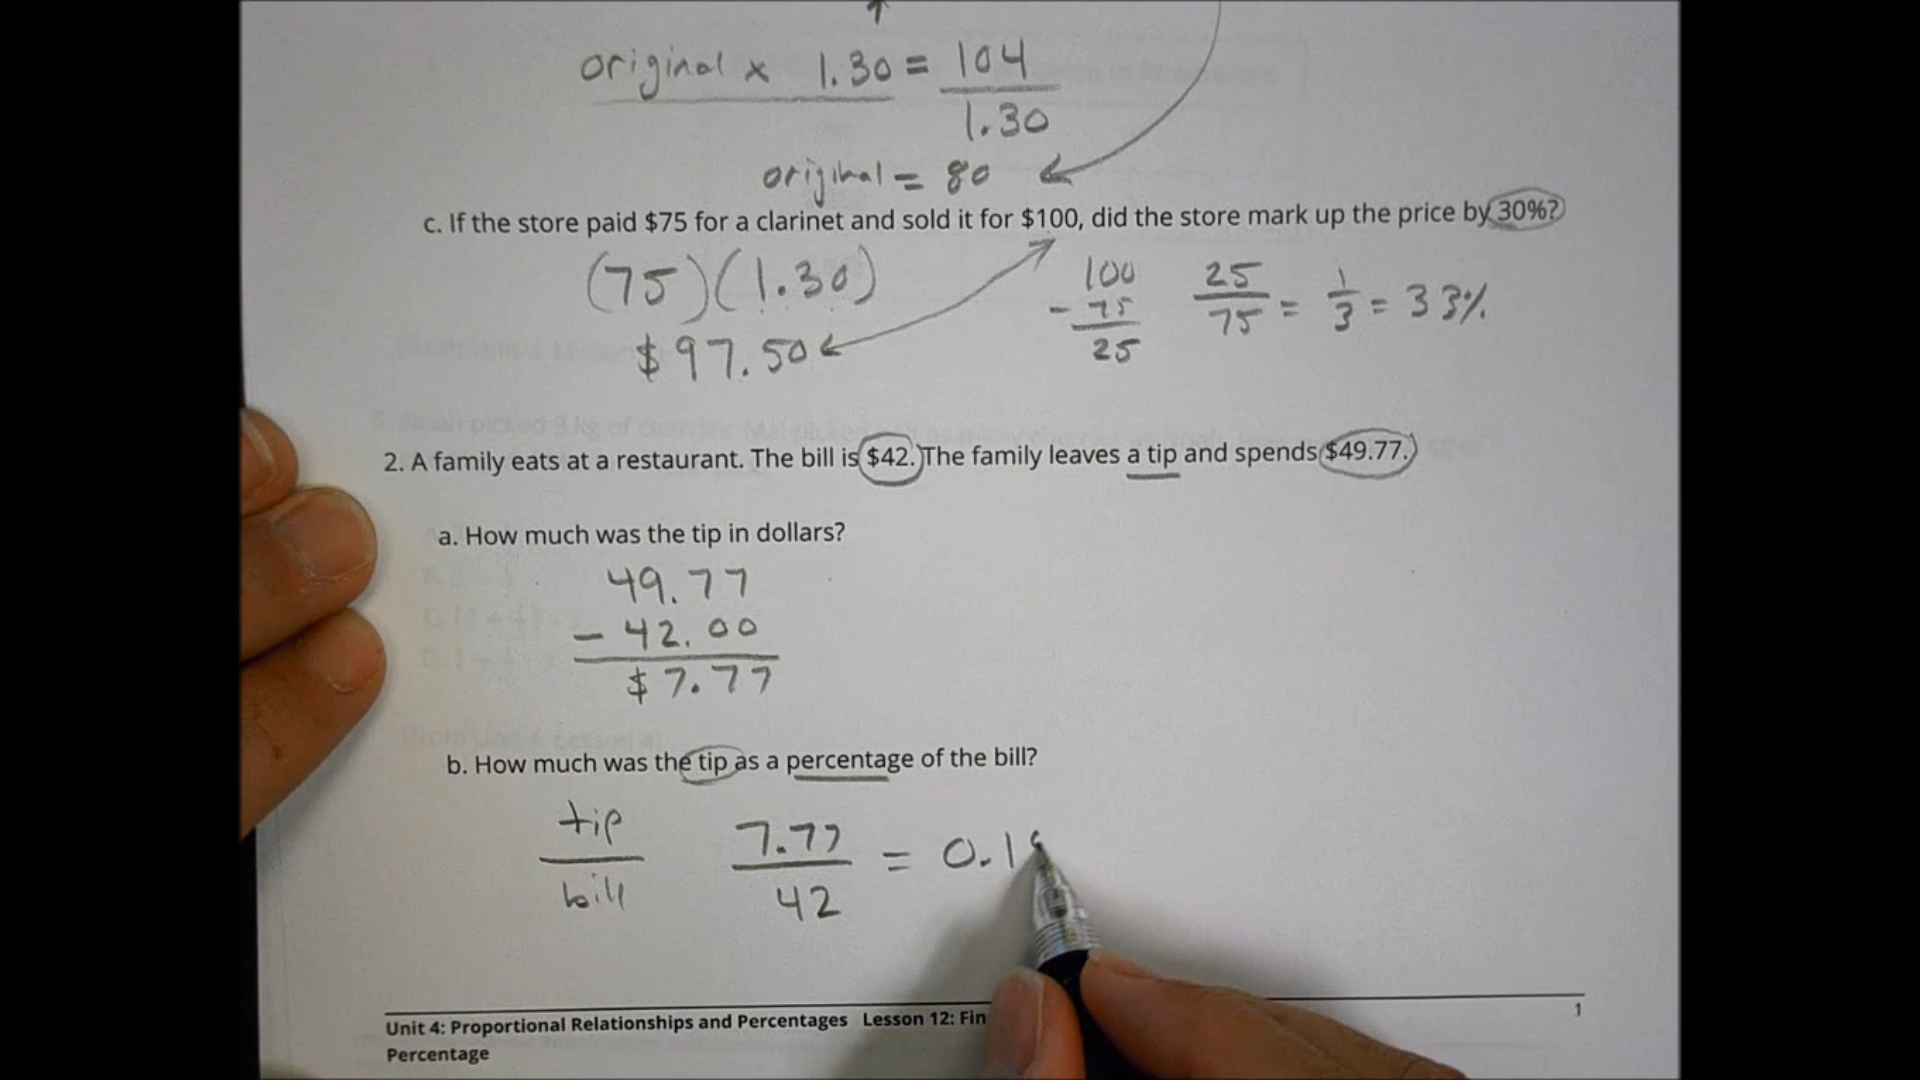 original x 1.30 = 104
1.30
original = 80
c. If the store paid $75 for a clarinet and sold it for $100, did the store mark up the price by 30%?
(75)(1.30)
$97.50
100
- 75
25
25
75
= 1
3
= 33%
2. A family eats at a restaurant. The bill is $42. The family leaves a tip and spends $49.77.
a. How much was the tip in dollars?
49.77
- 42.00
$7.77
b. How much was the tip as a percentage of the bill?
tip
bill
7.77
42
= 0.1
Unit 4: Proportional Relationships and Percentages Lesson 12: Fin
Percentage
1